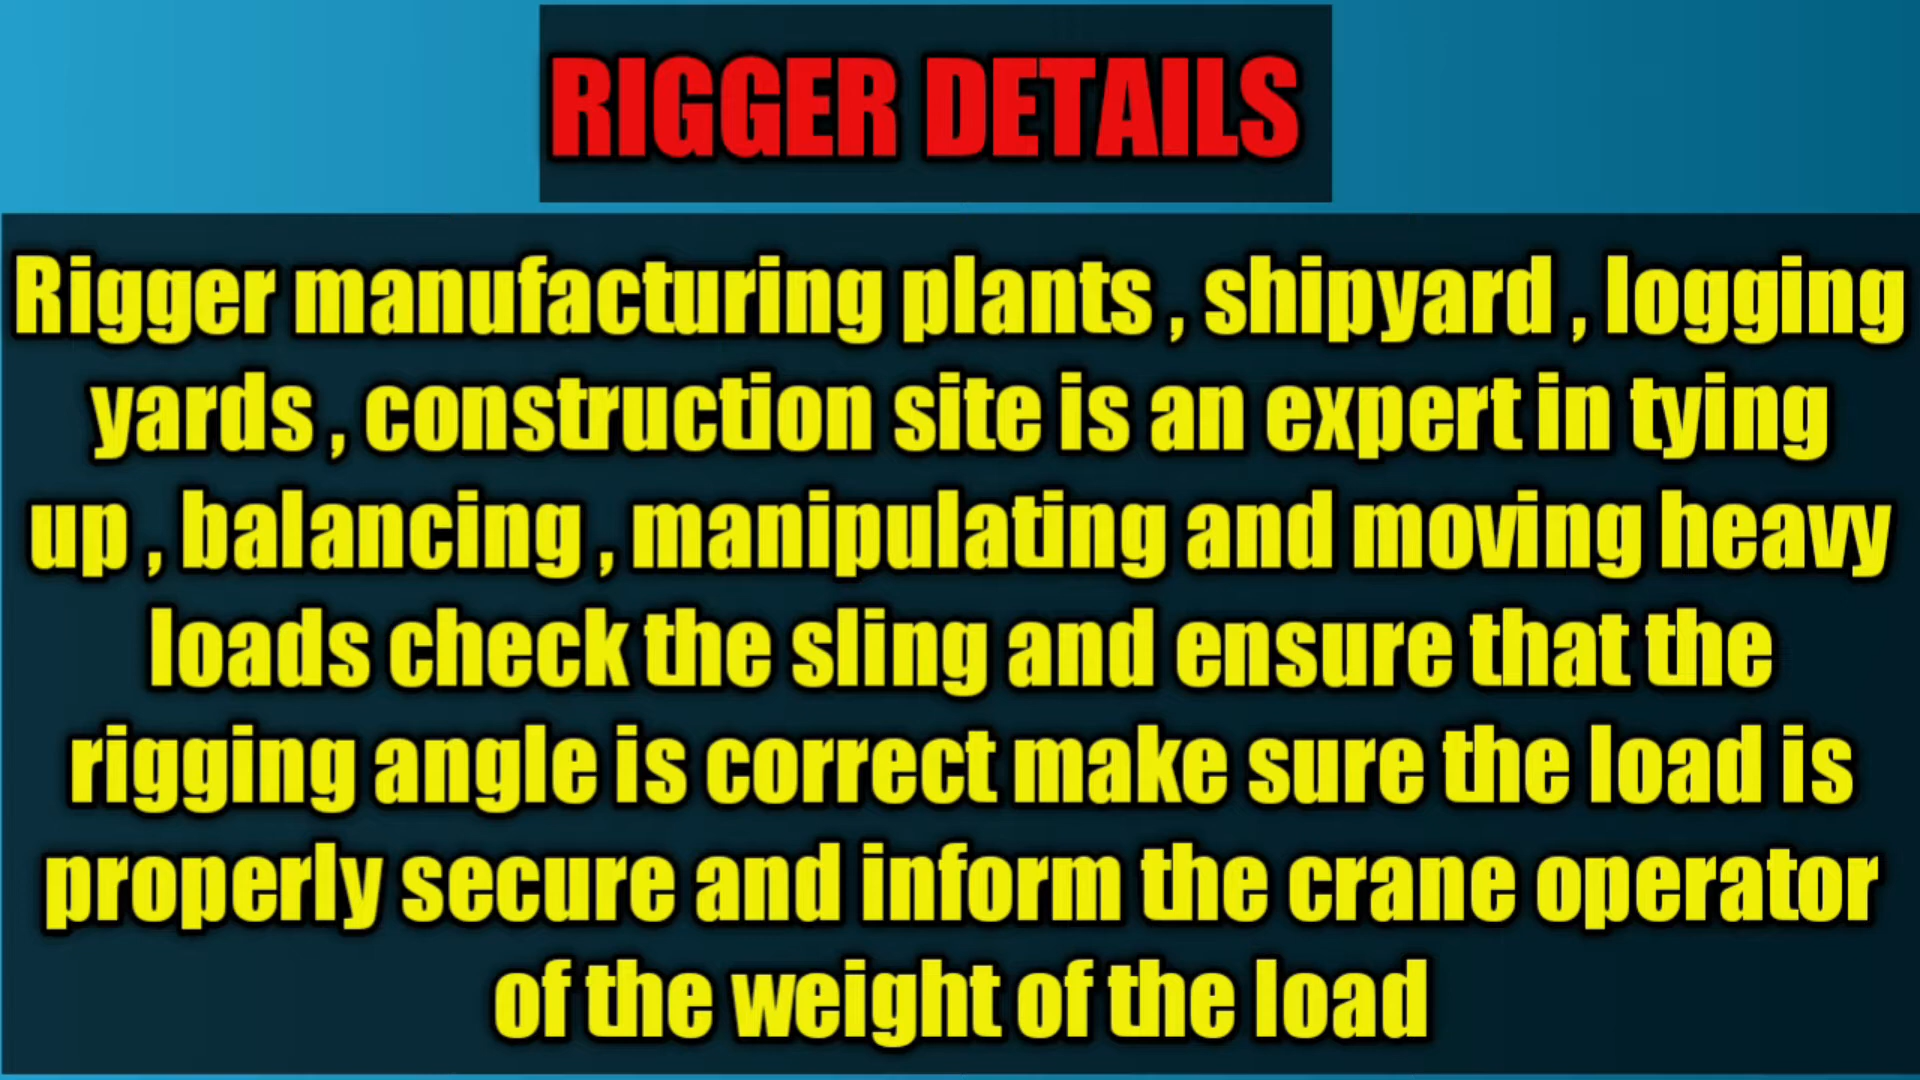 RIGGER DETAILS
Rigger manufacturing plants , shipyard , logging
yards , construction site is an expert in tying
up , balancing , manipulating and moving heavy
loads check the sling and ensure that the
rigging angle is correct make sure the load is
properly secure and inform the crane operator
of the weight of the load